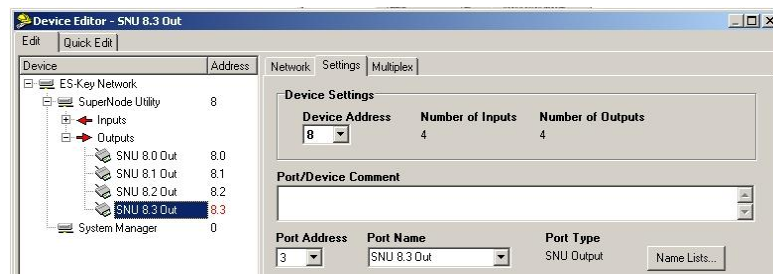 Device Editor - SNU 8.3 Out
Edit Quick Edit
Device Address
ES-Key Network
SuperNode Utility 8
Inputs
Outputs
SNU 8.0 Out 8.0
SNU 8.1 Out 8.1
SNU 8.2 Out 8.2
SNU 8.3 Out 8.3
System Manager 0
Network Settings Multiplex
Device Settings
Device Address Number of Inputs Number of Outputs
8 4 4
Port/Device Comment
Port Address Port Name Port Type
3 SNU 8.3 Out SNU Output Name Lists...